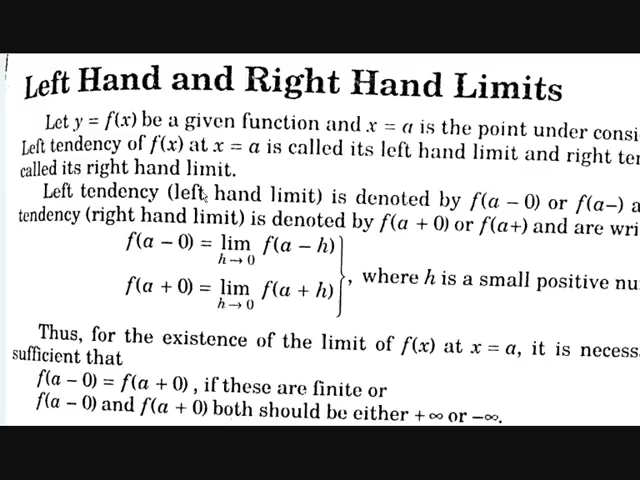 Left Hand and Right Hand Limits
Let y = f(x) be a given function and x = a is the point under consi
Left tendency of f(x) at x = a is called its left hand limit and right ten
called its right hand limit.
Left tendency (left hand limit) is denoted by f(a − 0) or f(a−) a
tendency (right hand limit) is denoted by f(a + 0) or f(a+) and are wri
f(a − 0) = lim f(a − h)
h → 0
, where h is a small positive nu
f(a + 0) = lim f(a + h)
h → 0
Thus, for the existence of the limit of f(x) at x = a, it is necess
sufficient that
f(a − 0) = f(a + 0), if these are finite or
f(a − 0) and f(a + 0) both should be either + ∞ or −∞.